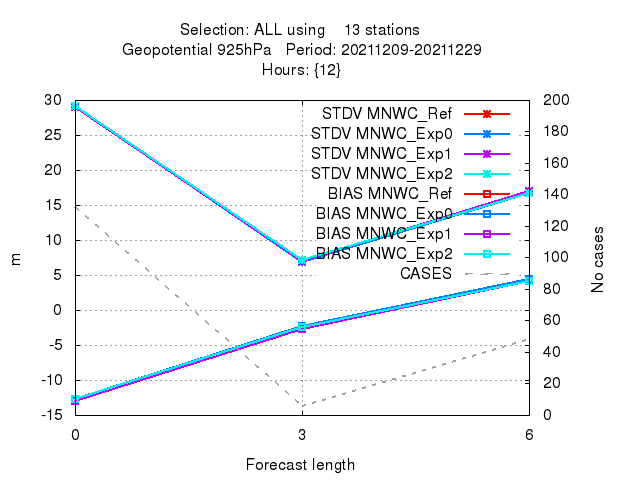 Selection: ALL using 13 stations
Geopotential 925hPa Period: 20211209-20211229
Hours: {12}
30
25
20
15
10
5
0
-5
-10
-15
m
200
180
160
140
120
100
80
60
40
20
0
No cases
STDV MNWC_Ref
STDV MNWC_Exp0
STDV MNWC_Exp1
STDV MNWC_Exp2
BIAS MNWC_Ref
BIAS MNWC_Exp0
BIAS MNWC_Exp1
BIAS MNWC_Exp2
CASES
0 3 6
Forecast length